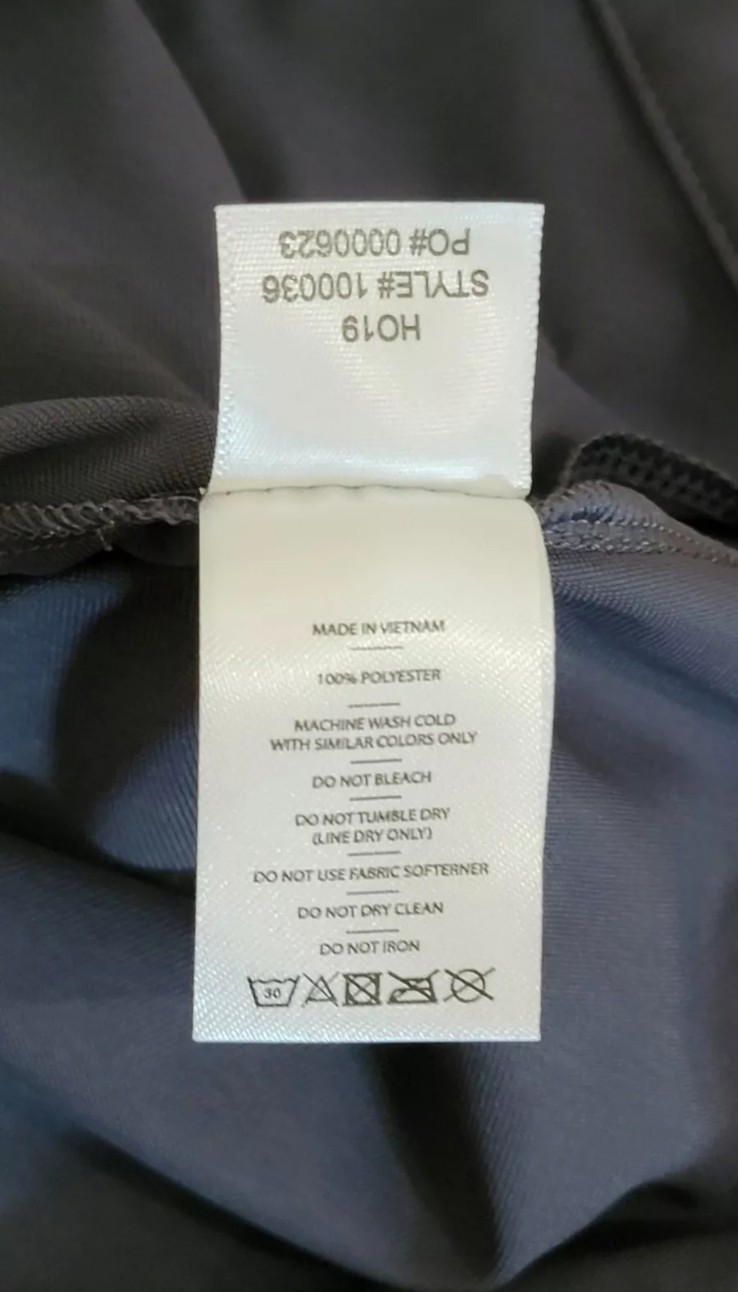 HO19
STYLE# 100036
PO# 0000623
MADE IN VIETNAM
100% POLYESTER
MACHINE WASH COLD
WITH SIMILAR COLORS ONLY
DO NOT BLEACH
DO NOT TUMBLE DRY
(LINE DRY ONLY)
DO NOT USE FABRIC SOFTERNER
DO NOT DRY CLEAN
DO NOT IRON
30